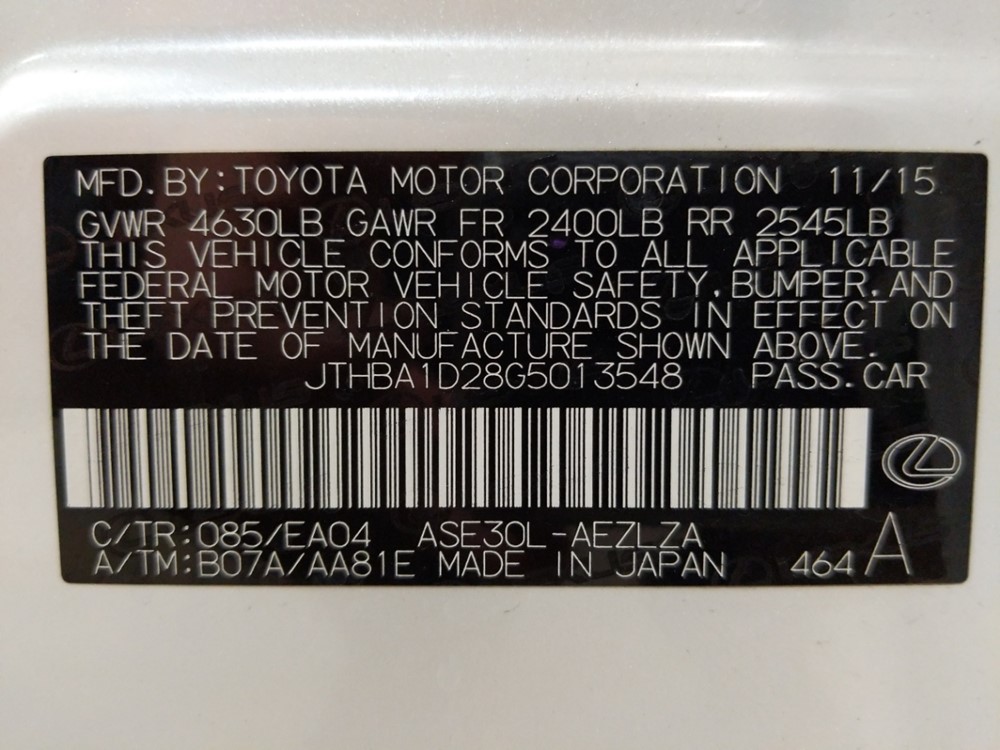 MFD.BY:TOYOTA MOTOR CORPORATION 11/15
GVWR 4630LB GAWR FR 2400LB RR 2545LB
THIS VEHICLE CONFORMS TO ALL APPLICABLE
FEDERAL MOTOR VEHICLE SAFETY,BUMPER,AND
THEFT PREVENTION STANDARDS IN EFFECT ON
THE DATE OF MANUFACTURE SHOWN ABOVE.
JTHBA1D28G5013548 PASS.CAR
C/TR:085/EA04 ASE30L-AEZLZA
A/TM:B07A/AA81E MADE IN JAPAN 464 A